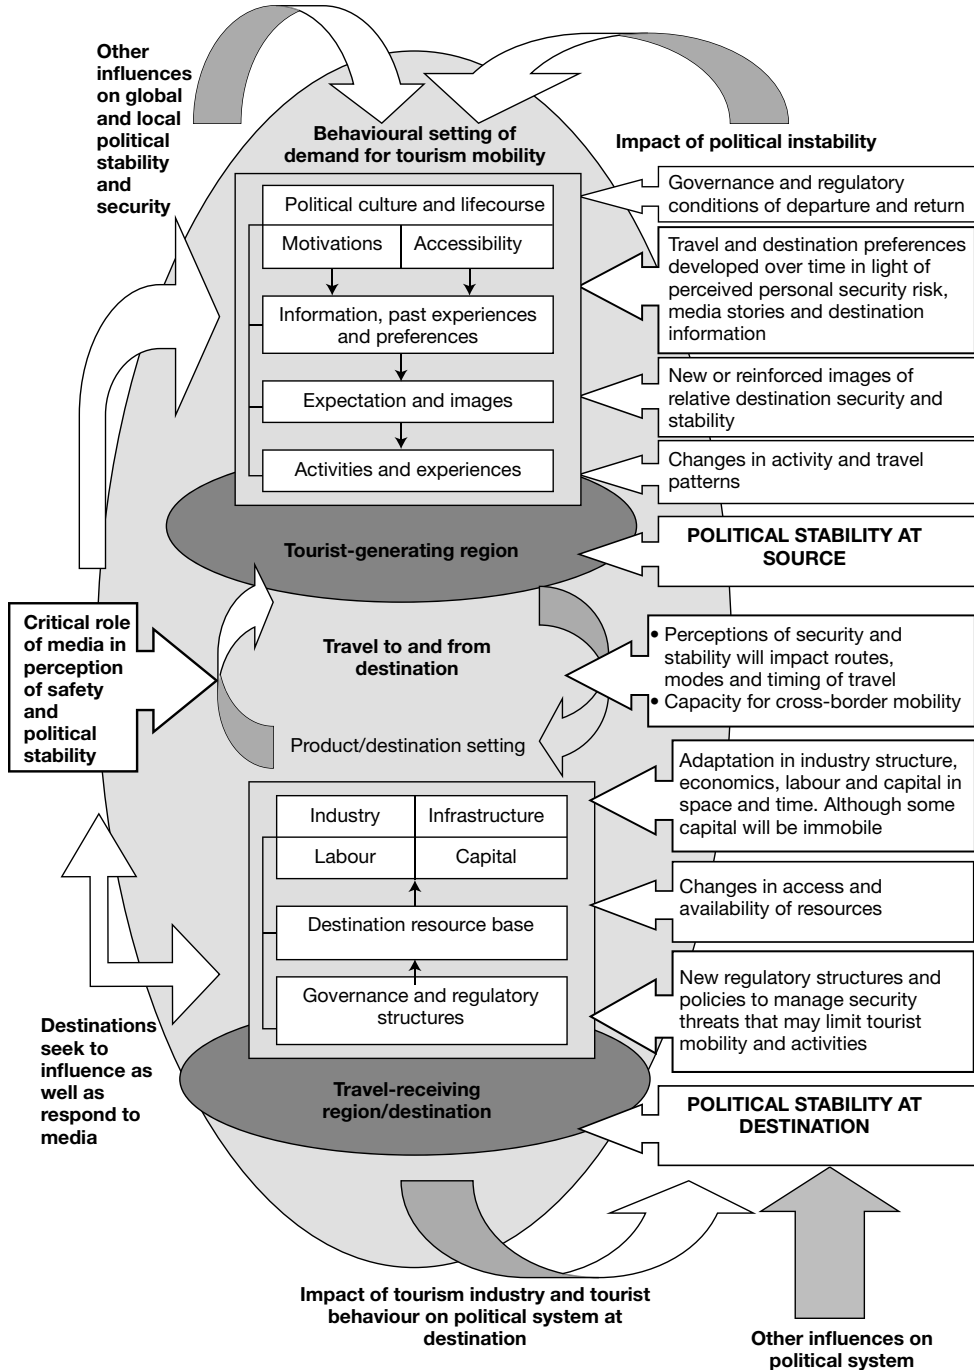 Other
influences
on global
and local
political
stability
and
security
Behavioural setting of
demand for tourism mobility
Impact of political instability
Political culture and lifecourse
Motivations
Accessibility
Information, past experiences
and preferences
Expectation and images
Activities and experiences
Governance and regulatory
conditions of departure and return
Travel and destination preferences
developed over time in light of
perceived personal security risk,
media stories and destination
information
New or reinforced images of
relative destination security and
stability
Changes in activity and travel
patterns
Tourist-generating region
POLITICAL STABILITY AT
SOURCE
Critical role
of media in
perception
of safety
and
political
stability
Travel to and from
destination
• Perceptions of security and
stability will impact routes,
modes and timing of travel
• Capacity for cross-border mobility
Product/destination setting
Industry
Infrastructure
Labour
Capital
Destination resource base
Governance and regulatory
structures
Adaptation in industry structure,
economics, labour and capital in
space and time. Although some
capital will be immobile
Changes in access and
availability of resources
New regulatory structures and
policies to manage security
threats that may limit tourist
mobility and activities
Destinations
seek to
influence as
well as
respond to
media
Travel-receiving
region/destination
POLITICAL STABILITY AT
DESTINATION
Impact of tourism industry and tourist
behaviour on political system at
destination
Other influences on
political system